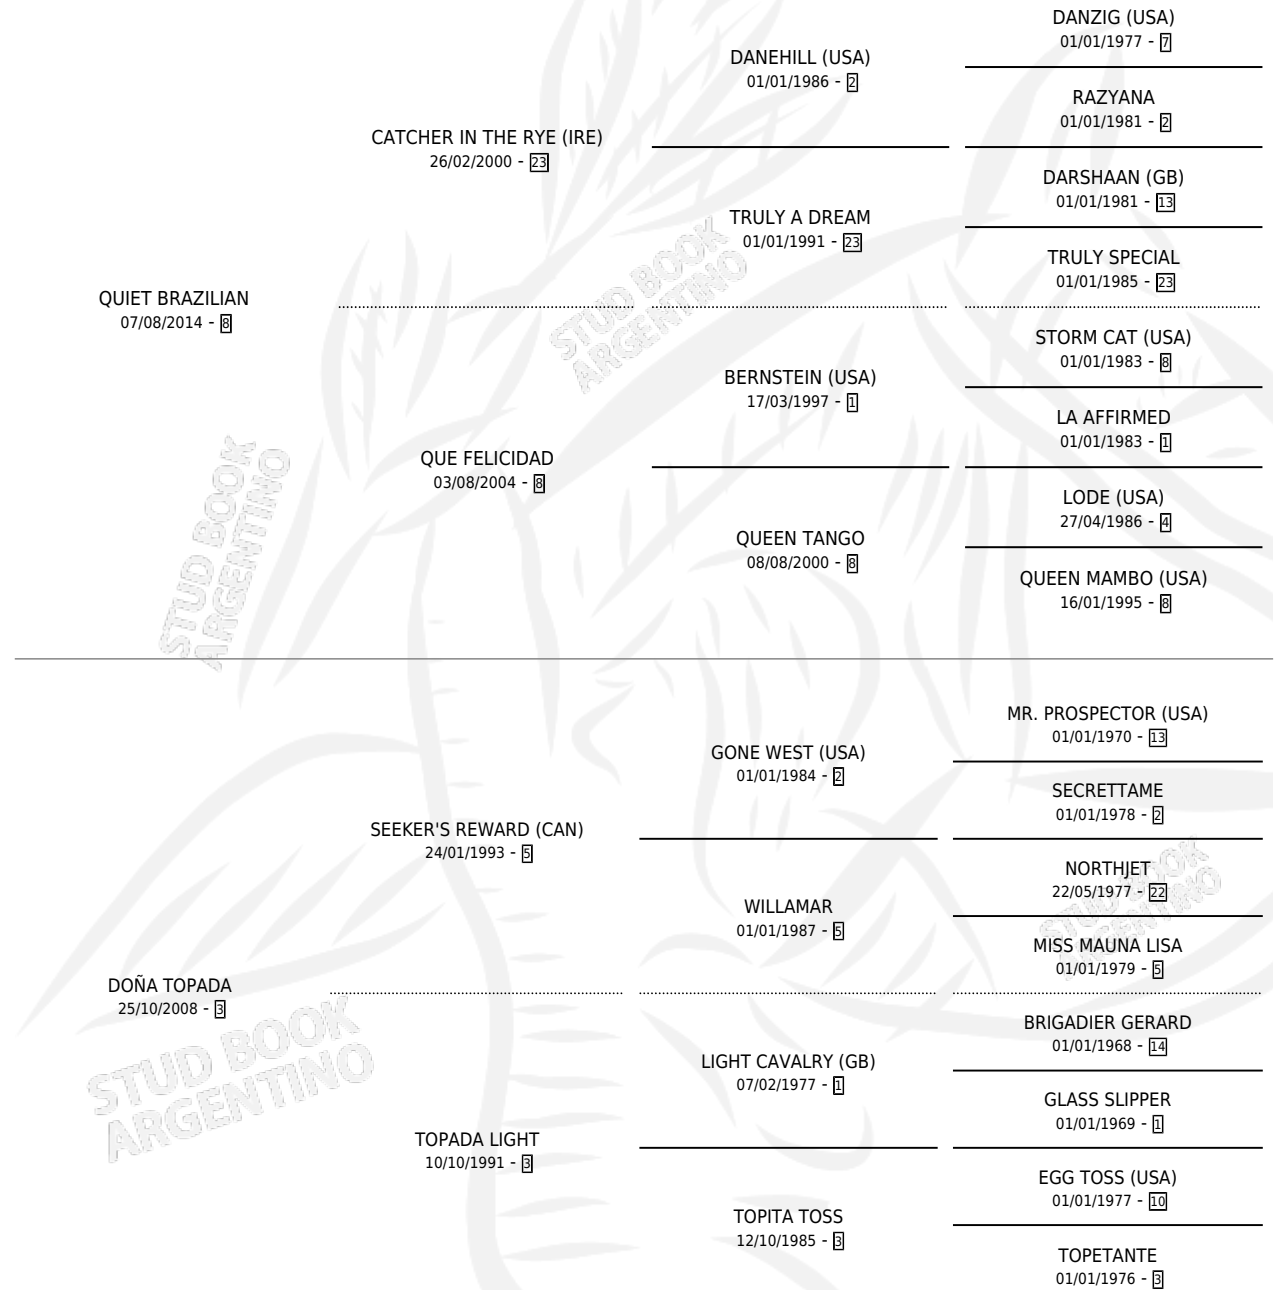 DANZIG (USA)
01/01/1977 - 7
DANEHILL (USA)
01/01/1986 - 2
RAZYANA
01/01/1981 - 2
CATCHER IN THE RYE (IRE)
26/02/2000 - 23
DARSHAAN (GB)
01/01/1981 - 13
TRULY A DREAM
01/01/1991 - 23
TRULY SPECIAL
01/01/1985 - 23
QUIET BRAZILIAN
07/08/2014 - 8
STORM CAT (USA)
01/01/1983 - 8
BERNSTEIN (USA)
17/03/1997 - 1
LA AFFIRMED
01/01/1983 - 1
QUE FELICIDAD
03/08/2004 - 8
LODE (USA)
27/04/1986 - 4
QUEEN TANGO
08/08/2000 - 8
QUEEN MAMBO (USA)
16/01/1995 - 8
STUD BOOK
ARGENTINO
STUD BOOK
ARGENTINO
MR. PROSPECTOR (USA)
01/01/1970 - 13
GONE WEST (USA)
01/01/1984 - 2
SECRETTAME
01/01/1978 - 2
SEEKER'S REWARD (CAN)
24/01/1993 - 5
NORTHJET
22/05/1977 - 22
WILLAMAR
01/01/1987 - 5
MISS MAUNA LISA
01/01/1979 - 5
STUD BOOK
ARGENTINO
DOÑA TOPADA
25/10/2008 - 3
BRIGADIER GERARD
01/01/1968 - 14
LIGHT CAVALRY (GB)
07/02/1977 - 1
GLASS SLIPPER
01/01/1969 - 1
TOPADA LIGHT
10/10/1991 - 3
EGG TOSS (USA)
01/01/1977 - 10
TOPITA TOSS
12/10/1985 - 3
TOPETANTE
01/01/1976 - 3
STUD BOOK
ARGENTINO